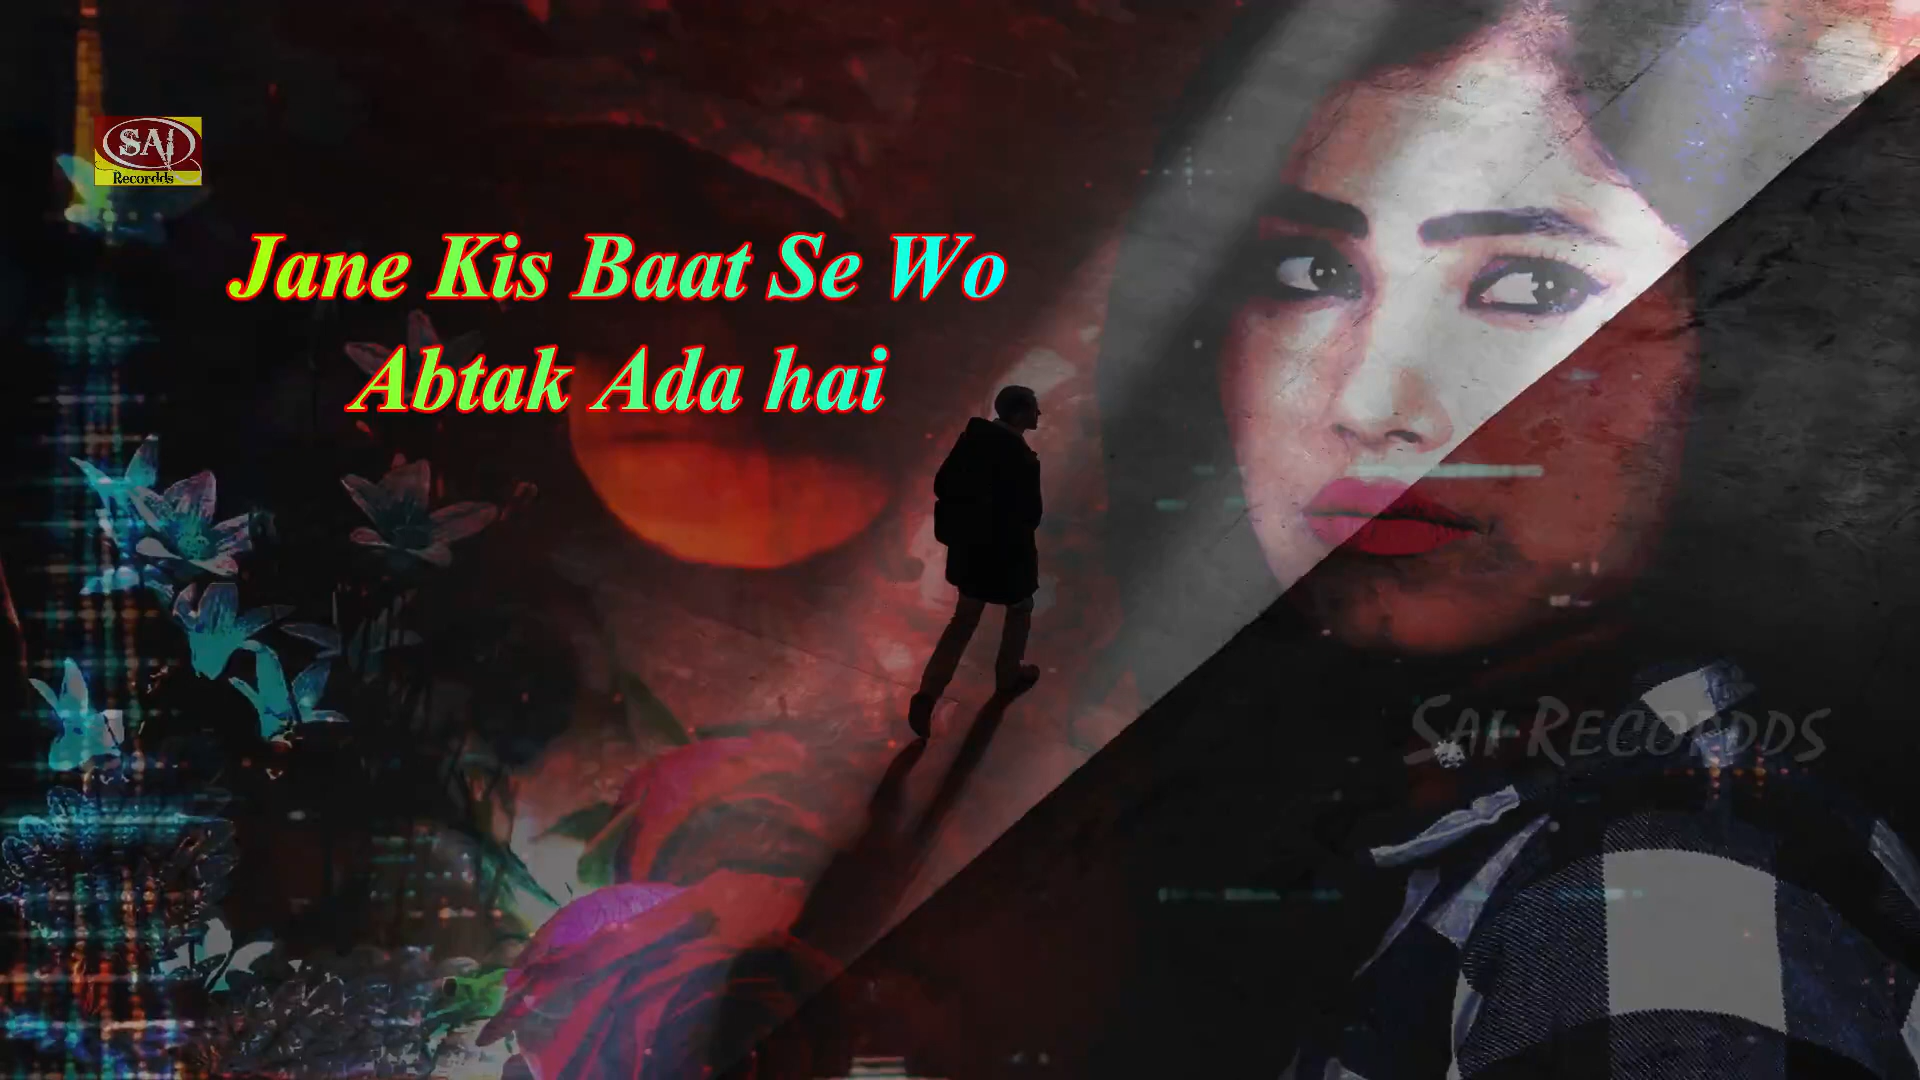 SAI
Recordds
Jane Kis Baat Se Wo
Abtak Ada hai
SAI RECORDDS